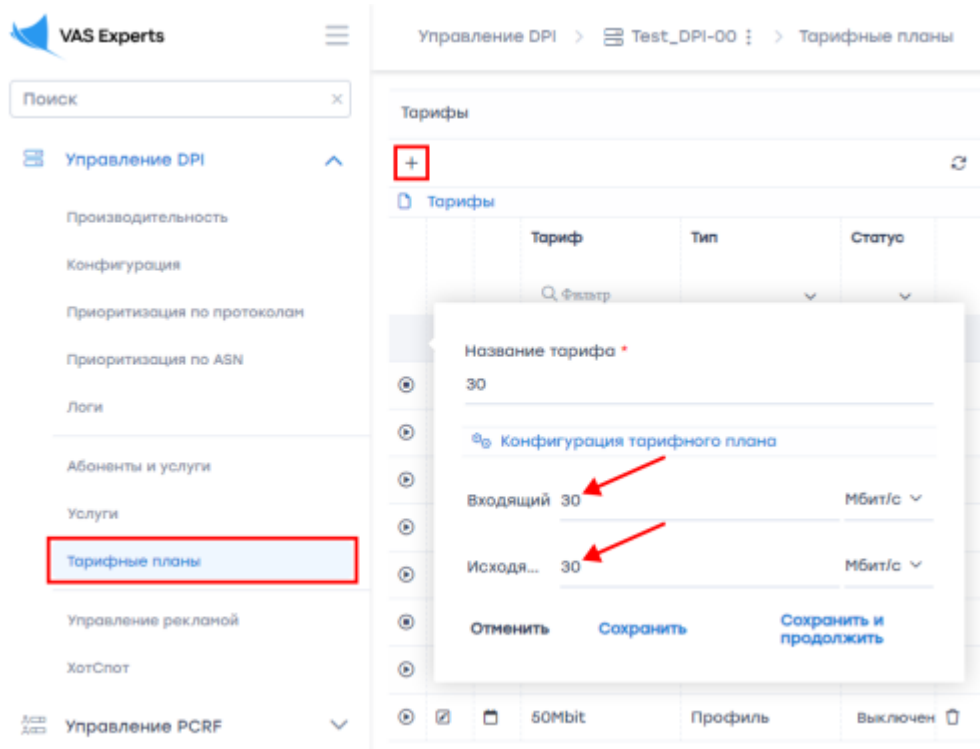 VAS Experts
Управление DPI > Test_DPI-00 > Тарифные планы
Поиск
Управление DPI
Производительность
Конфигурация
Приоритизация по протоколам
Приоритизация по ASN
Логи
Абоненты и услуги
Услуги
Тарифные планы
Управление рекламой
ХотСпот
Управление PCRF
Тарифы
Тарифы
Тариф Тип Статус
Фильтр
Название тарифа *
30
Конфигурация тарифного плана
Входящий 30 Мбит/с
Исходя... 30 Мбит/с
Отменить Сохранить Сохранить и
продолжить
50Mbit Профиль Выключен